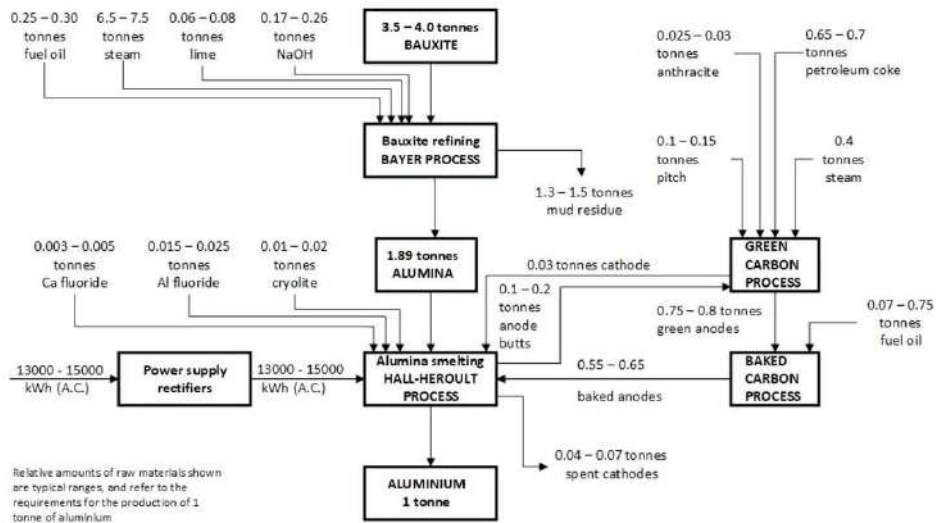 0.25 – 0.30
tonnes
fuel oil
6.5 – 7.5
tonnes
steam
0.06 – 0.08
tonnes
lime
0.17 – 0.26
tonnes
NaOH
3.5 – 4.0 tonnes
BAUXITE
0.025 – 0.03
tonnes
anthracite
0.65 – 0.7
tonnes
petroleum coke
Bauxite refining
BAYER PROCESS
0.1 – 0.15
tonnes
pitch
0.4
tonnes
steam
1.3 – 1.5 tonnes
mud residue
0.003 – 0.005
tonnes
Ca fluoride
0.015 – 0.025
tonnes
Al fluoride
0.01 – 0.02
tonnes
cryolite
1.89 tonnes
ALUMINA
0.03 tonnes cathode
GREEN
CARBON
PROCESS
0.1 – 0.2
tonnes
anode
butts
0.75 – 0.8 tonnes
green anodes
0.07 – 0.75
tonnes
fuel oil
13000 - 15000
kWh (A.C.)
Power supply
rectifiers
13000 - 15000
kWh (A.C.)
Alumina smelting
HALL-HEROULT
PROCESS
0.55 – 0.65
baked anodes
BAKED
CARBON
PROCESS
0.04 – 0.07 tonnes
spent cathodes
ALUMINIUM
1 tonne
Relative amounts of raw materials shown
are typical ranges, and refer to the
requirements for the production of 1
tonne of aluminium